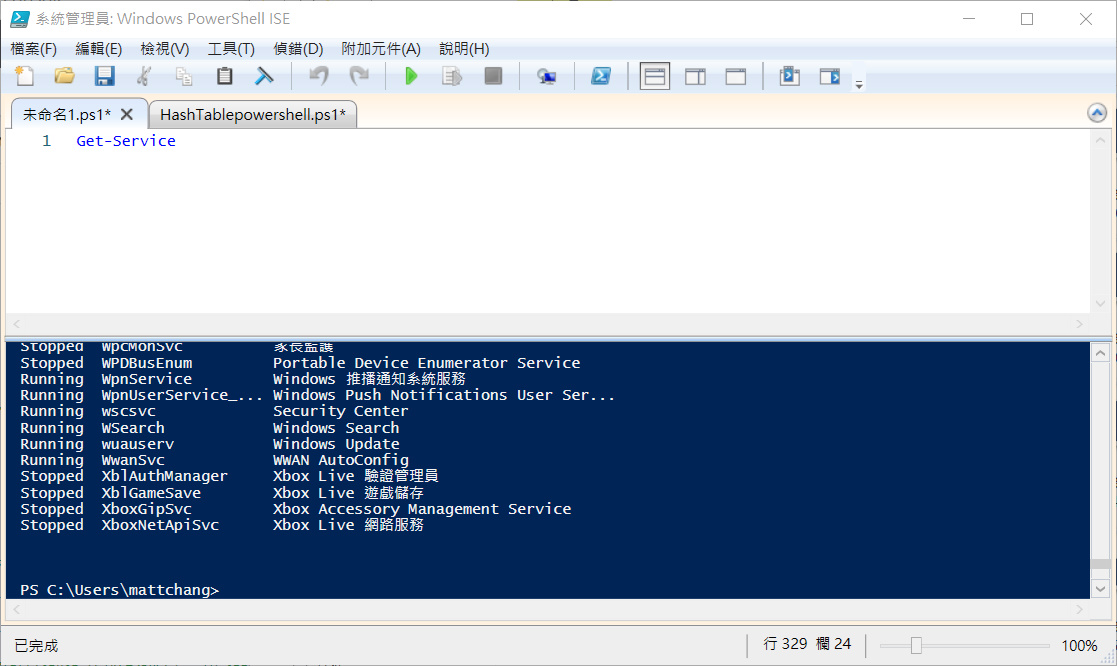 系統管理員: Windows PowerShell ISE
檔案(F) 編輯(E) 檢視(V) 工具(T) 偵錯(D) 附加元件(A) 說明(H)
未命名1.ps1* HashTablepowershell.ps1*
1 Get-Service
Stopped WpcMonSvc 家長監護
Stopped WPDBusEnum Portable Device Enumerator Service
Running WpnService Windows 推播通知系統服務
Running WpnUserService_... Windows Push Notifications User Ser...
Running wscsvc Security Center
Running WSearch Windows Search
Running wuauserv Windows Update
Running WwanSvc WWAN AutoConfig
Stopped XblAuthManager Xbox Live 驗證管理員
Stopped XblGameSave Xbox Live 遊戲儲存
Stopped XboxGipSvc Xbox Accessory Management Service
Stopped XboxNetApiSvc Xbox Live 網路服務
PS C:\Users\mattchang>
已完成 行 329 欄 24 100%